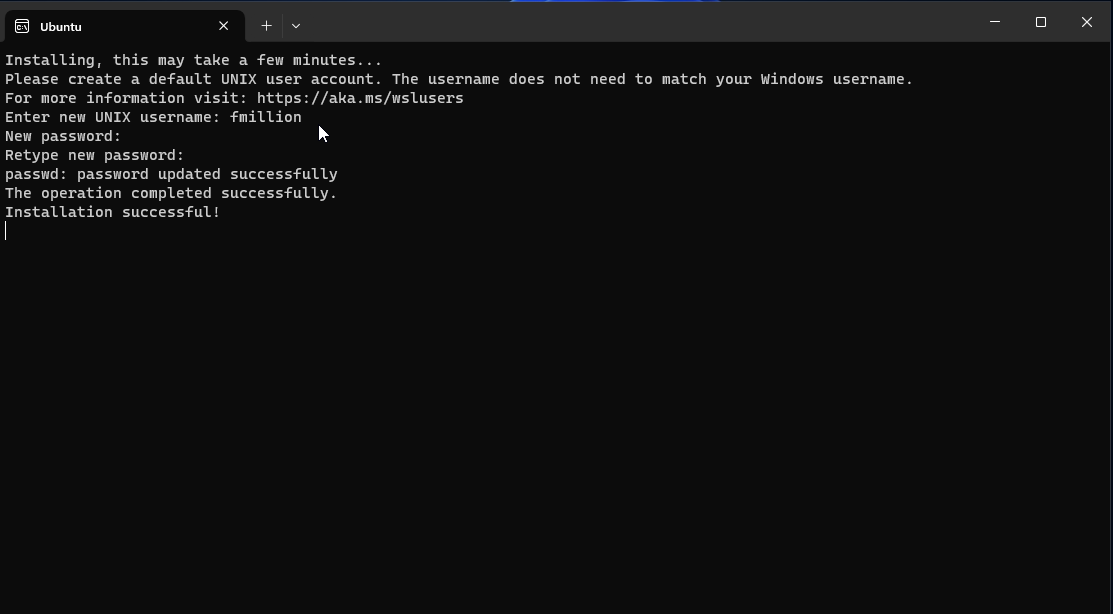 Ubuntu
Installing, this may take a few minutes...
Please create a default UNIX user account. The username does not need to match your Windows username.
For more information visit: https://aka.ms/wslusers
Enter new UNIX username: fmillion
New password:
Retype new password:
passwd: password updated successfully
The operation completed successfully.
Installation successful!